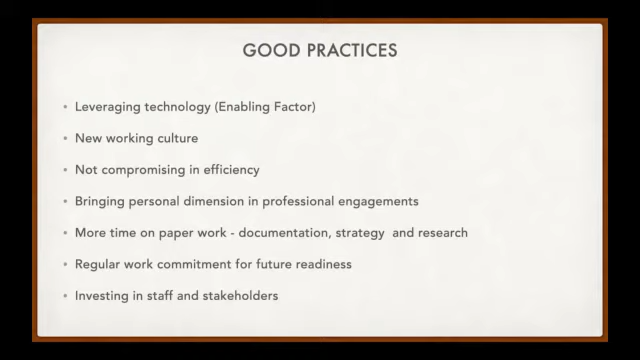 GOOD PRACTICES
• Leveraging technology (Enabling Factor)
• New working culture
• Not compromising in efficiency
• Bringing personal dimension in professional engagements
• More time on paper work - documentation, strategy and research
• Regular work commitment for future readiness
• Investing in staff and stakeholders